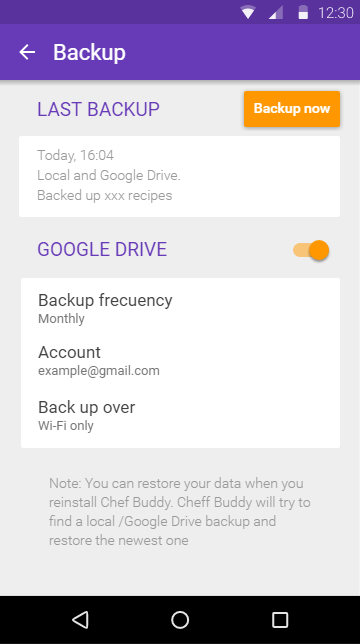 12:30
Backup
LAST BACKUP
Backup now
Today, 16:04
Local and Google Drive.
Backed up xxx recipes
GOOGLE DRIVE
Backup frecuency
Monthly
Account
example@gmail.com
Back up over
Wi-Fi only
Note: You can restore your data when you
reinstall Chef Buddy. Cheff Buddy will try to
find a local /Google Drive backup and
restore the newest one